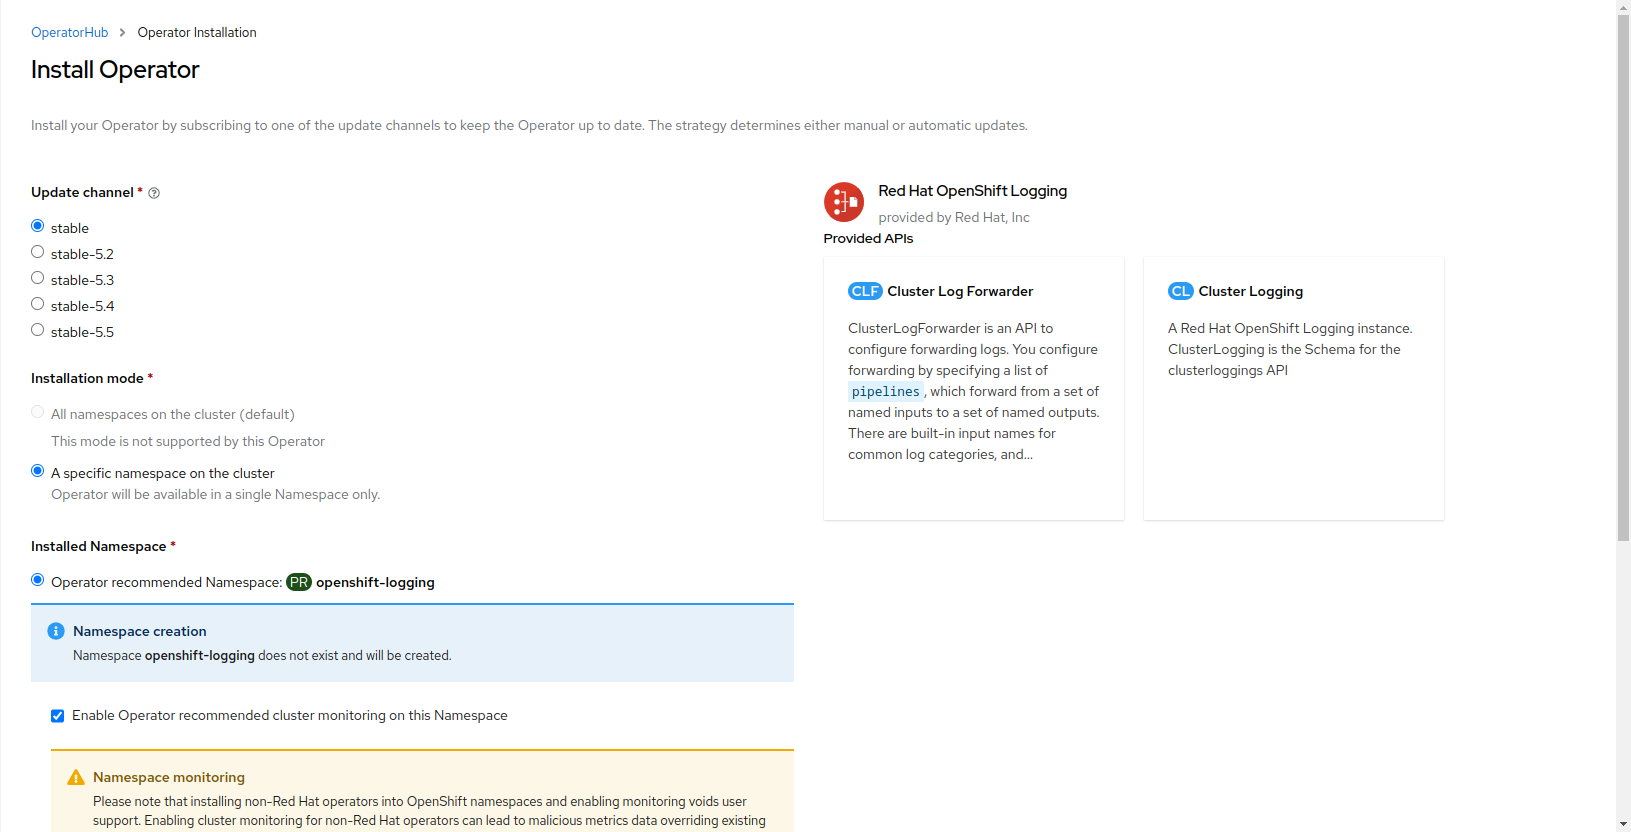 OperatorHub > Operator Installation
Install Operator
Install your Operator by subscribing to one of the update channels to keep the Operator up to date. The strategy determines either manual or automatic updates.
Update channel *
stable
stable-5.2
stable-5.3
stable-5.4
stable-5.5
Installation mode *
All namespaces on the cluster (default)
This mode is not supported by this Operator
A specific namespace on the cluster
Operator will be available in a single Namespace only.
Installed Namespace *
Operator recommended Namespace: PR openshift-logging
Namespace creation
Namespace openshift-logging does not exist and will be created.
Enable Operator recommended cluster monitoring on this Namespace
Namespace monitoring
Please note that installing non-Red Hat operators into OpenShift namespaces and enabling monitoring voids user
support. Enabling cluster monitoring for non-Red Hat operators can lead to malicious metrics data overriding existing
Red Hat OpenShift Logging
provided by Red Hat, Inc
Provided APIs
CLF Cluster Log Forwarder
ClusterLogForwarder is an API to
configure forwarding logs. You configure
forwarding by specifying a list of
pipelines, which forward from a set of
named inputs to a set of named outputs.
There are built-in input names for
common log categories, and...
CL Cluster Logging
A Red Hat OpenShift Logging instance.
ClusterLogging is the Schema for the
clusterloggings API